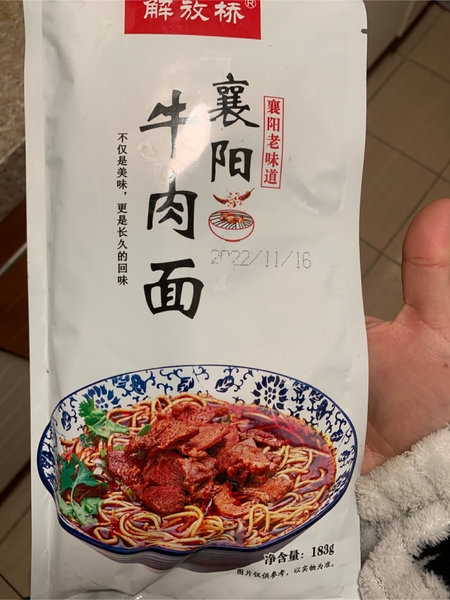 解放桥®
襄阳
牛肉面
襄阳老味道
不仅是美味，更是长久的回味
2022/11/16
净含量：183g
图片仅供参考，以实物为准。